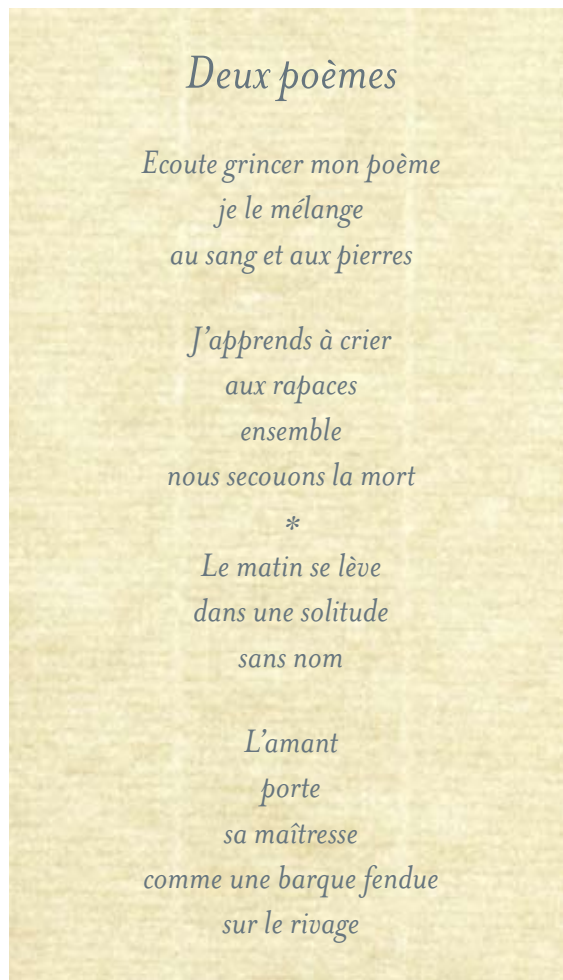 Deux poèmes
Ecoute grincer mon poème
je le mélange
au sang et aux pierres
J’apprends à crier
aux rapaces
ensemble
nous secouons la mort
*
Le matin se lève
dans une solitude
sans nom
L’amant
porte
sa maîtresse
comme une barque fendue
sur le rivage